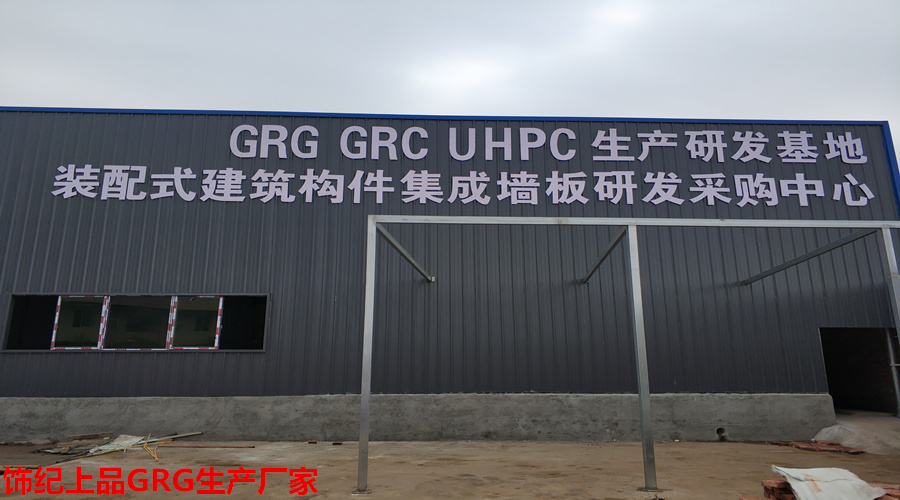 GRG GRC UHPC 生产研发基地
装配式建筑构件集成墙板研发采购中心
饰纪上品GRG生产厂家